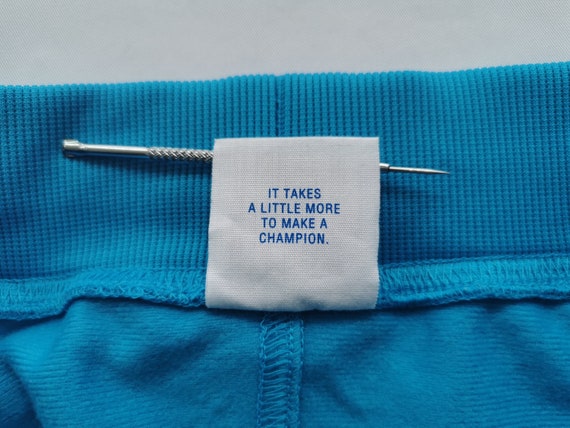 IT TAKES
A LITTLE MORE
TO MAKE A
CHAMPION.